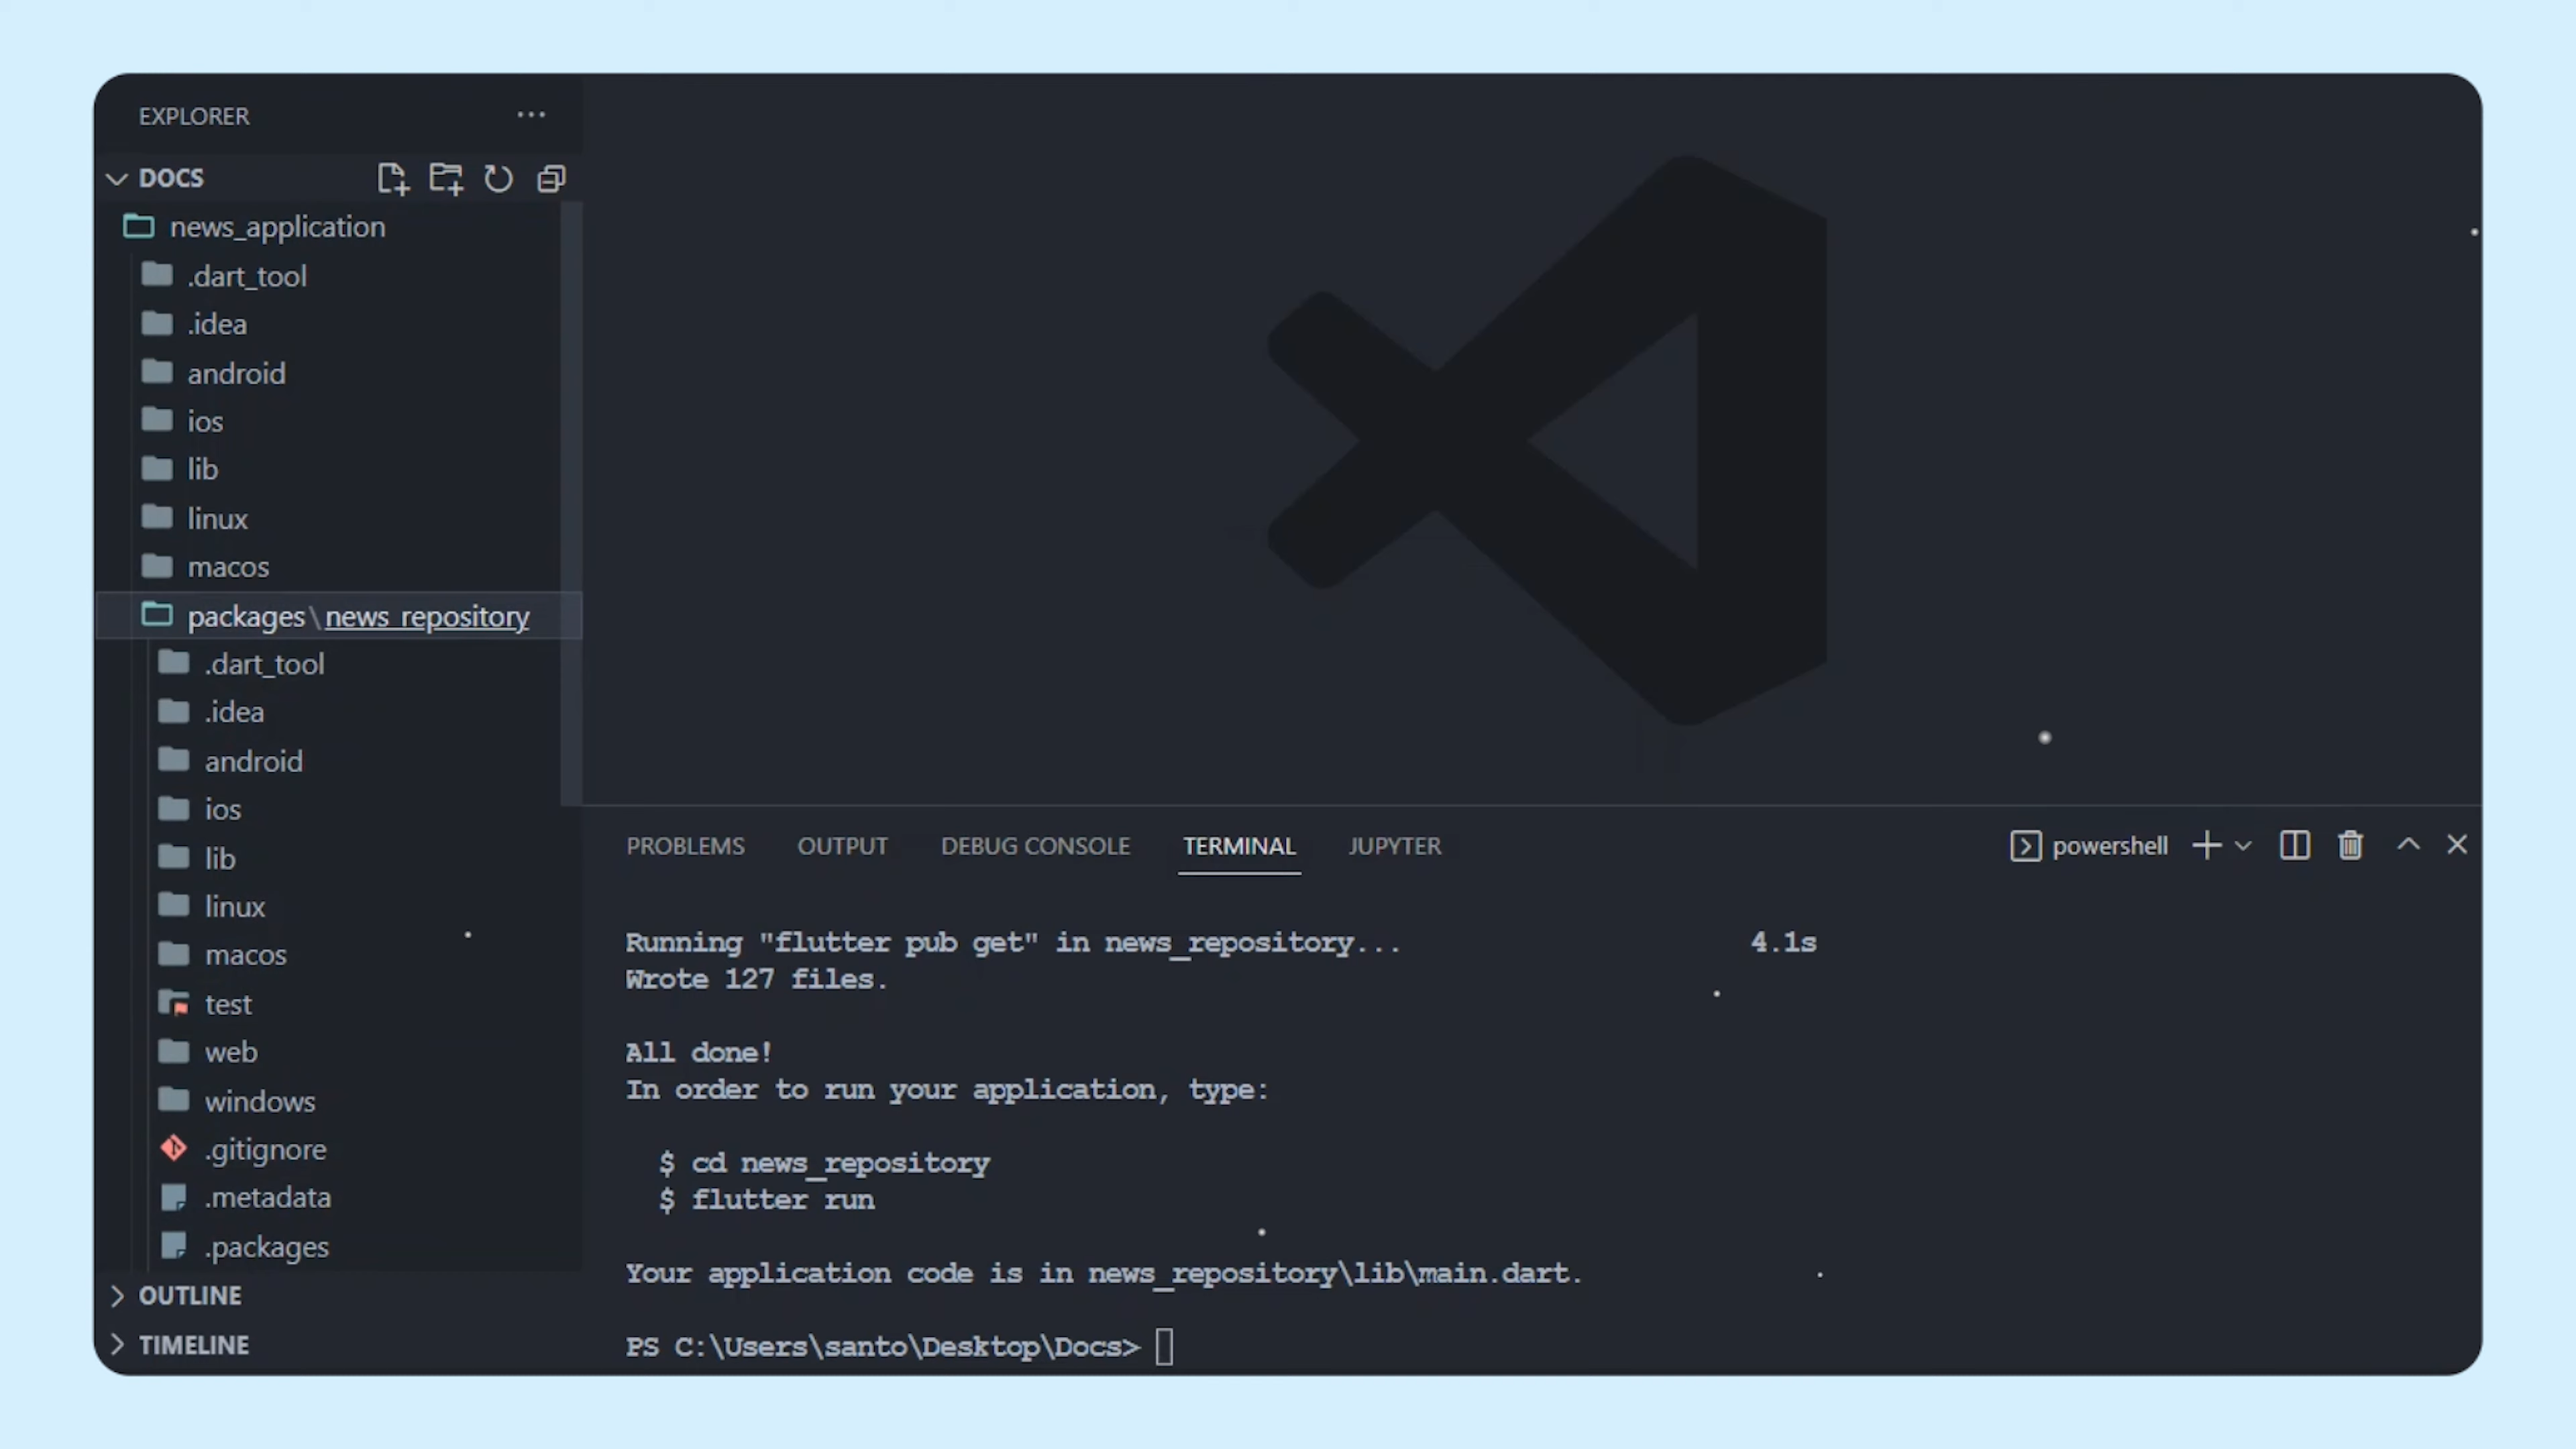 EXPLORER
DOCS
news_application
.dart_tool
.idea
android
ios
lib
linux
macos
packages\news_repository
.dart_tool
.idea
android
ios
lib
linux
macos
test
web
windows
.gitignore
.metadata
.packages
OUTLINE
TIMELINE
PROBLEMS OUTPUT DEBUG CONSOLE TERMINAL JUPYTER powershell
Running "flutter pub get" in news_repository... 4.1s
Wrote 127 files.
All done!
In order to run your application, type:
$ cd news_repository
$ flutter run
Your application code is in news_repository\lib\main.dart.
PS C:\Users\santo\Desktop\Docs>